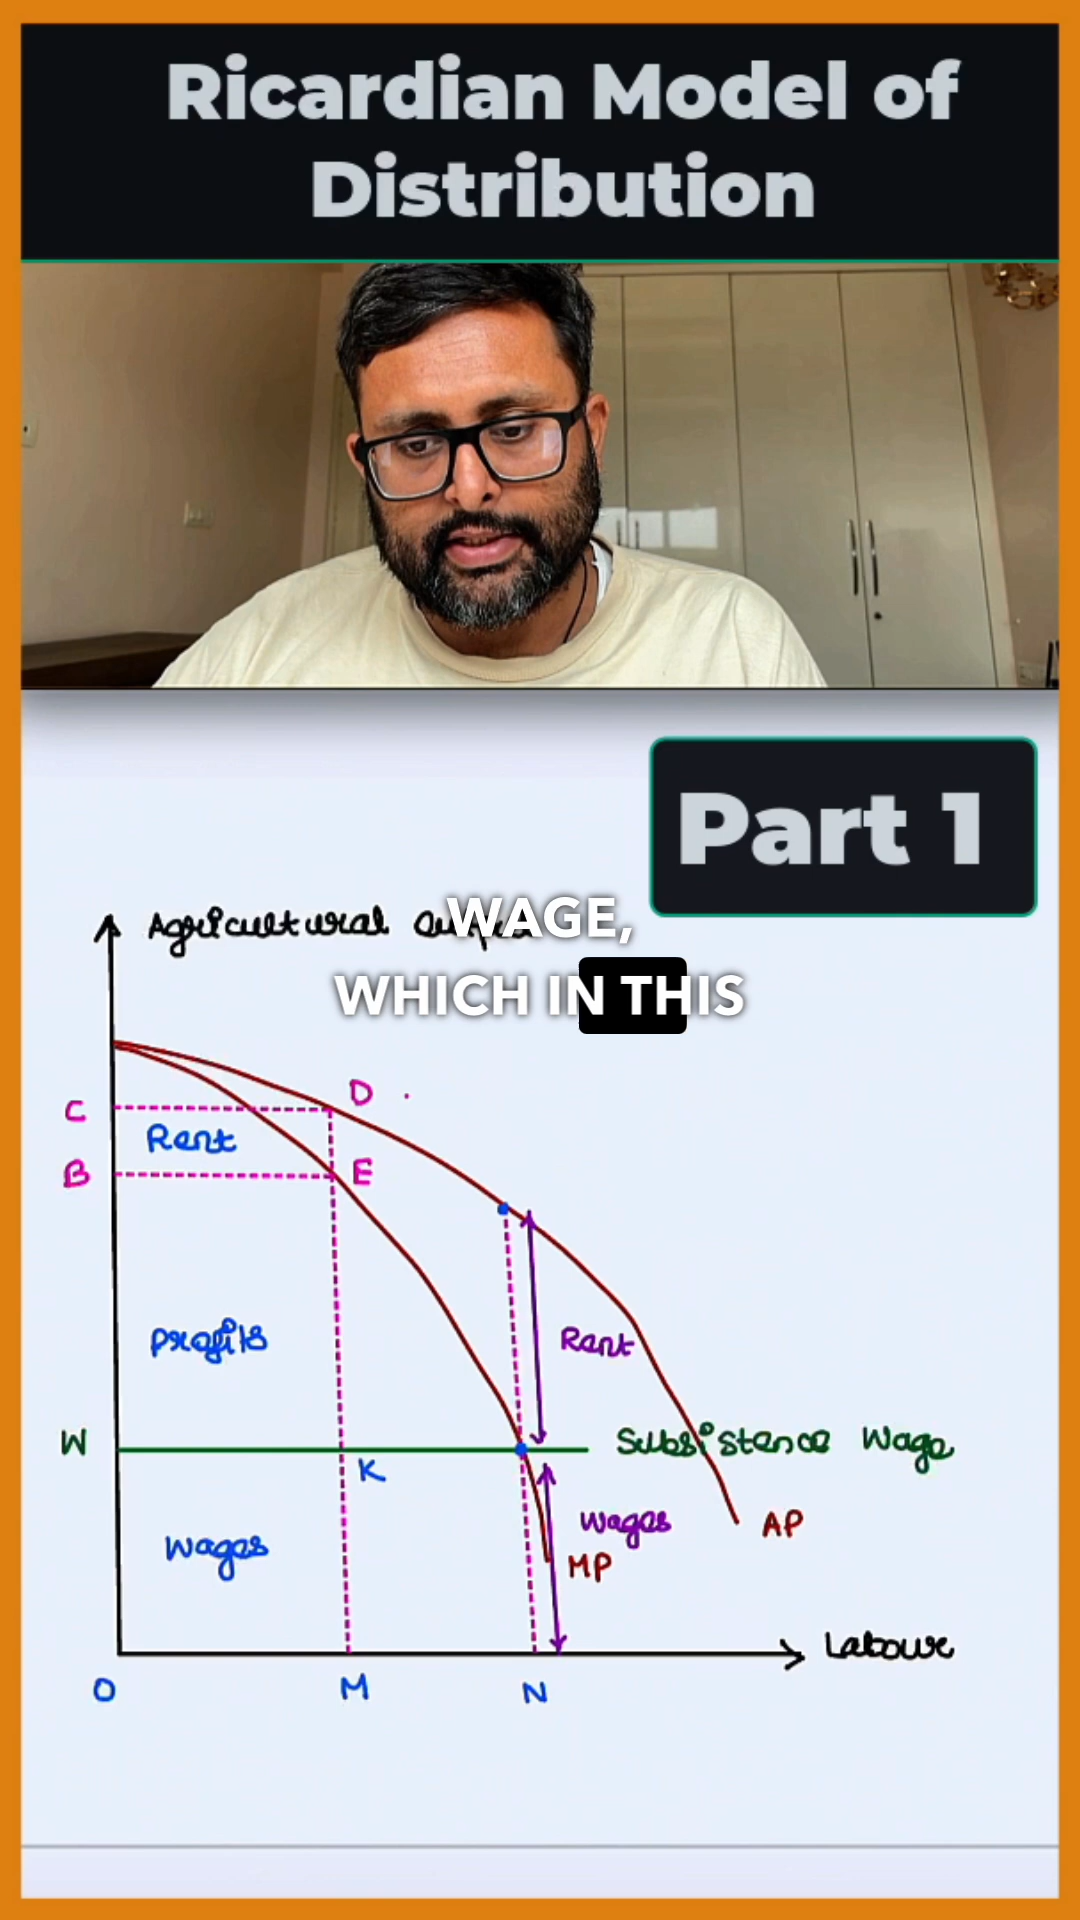 Ricardian Model of
Distribution
Part 1
Agricultural
WAGE,
WHICH IN THIS
C
D
Rent
B
E
Profits
Rent
W
Subsistence Wage
K
Wages
Wages
AP
MP
Labour
O
M
N